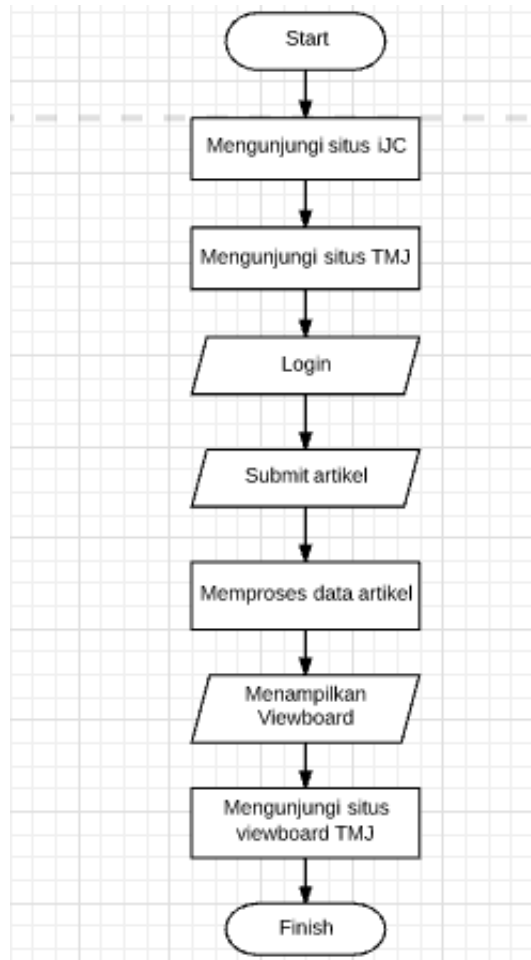 Start
Mengunjungi situs iJC
Mengunjungi situs TMJ
Login
Submit artikel
Memproses data artikel
Menampilkan
Viewboard
Mengunjungi situs
viewboard TMJ
Finish